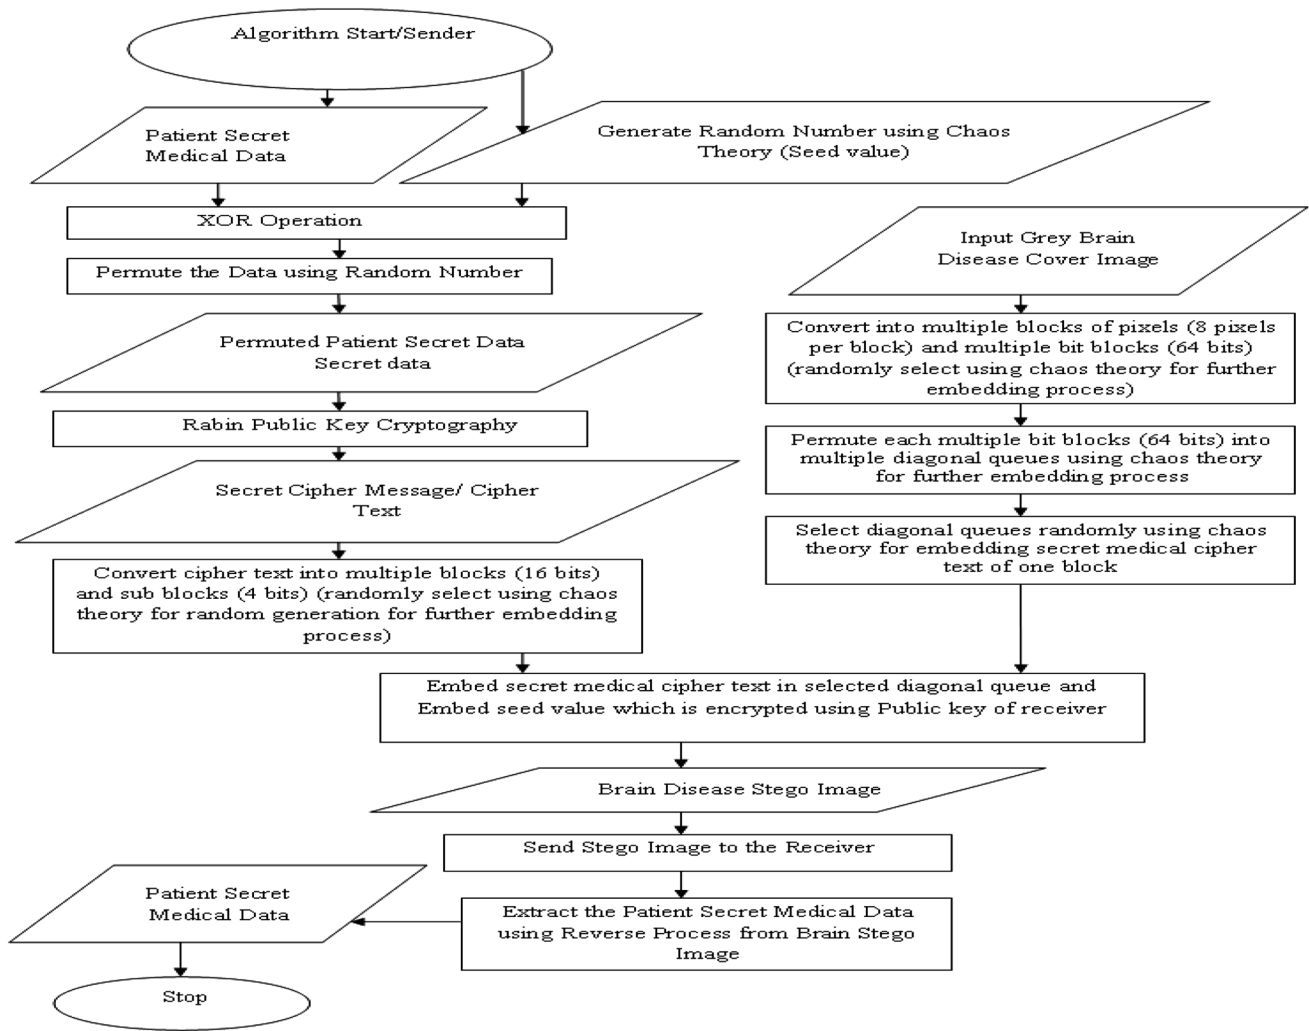 Algorithm Start/Sender
Patient Secret
Medical Data
Generate Random Number using Chaos
Theory (Seed value)
XOR Operation
Permute the Data using Random Number
Permuted Patient Secret Data
Secret data
Rabin Public Key Cryptography
Secret Cipher Message/ Cipher
Text
Convert cipher text into multiple blocks (16 bits)
and sub blocks (4 bits) (randomly select using chaos
theory for random generation for further embedding
process)
Input Grey Brain
Disease Cover Image
Convert into multiple blocks of pixels (8 pixels
per block) and multiple bit blocks (64 bits)
(randomly select using chaos theory for further
embedding process)
Permute each multiple bit blocks (64 bits) into
multiple diagonal queues using chaos theory
for further embedding process
Select diagonal queues randomly using chaos
theory for embedding secret medical cipher
text of one block
Embed secret medical cipher text in selected diagonal queue and
Embed seed value which is encrypted using Public key of receiver
Brain Disease Stego Image
Send Stego Image to the Receiver
Extract the Patient Secret Medical Data
using Reverse Process from Brain Stego
Image
Patient Secret
Medical Data
Stop